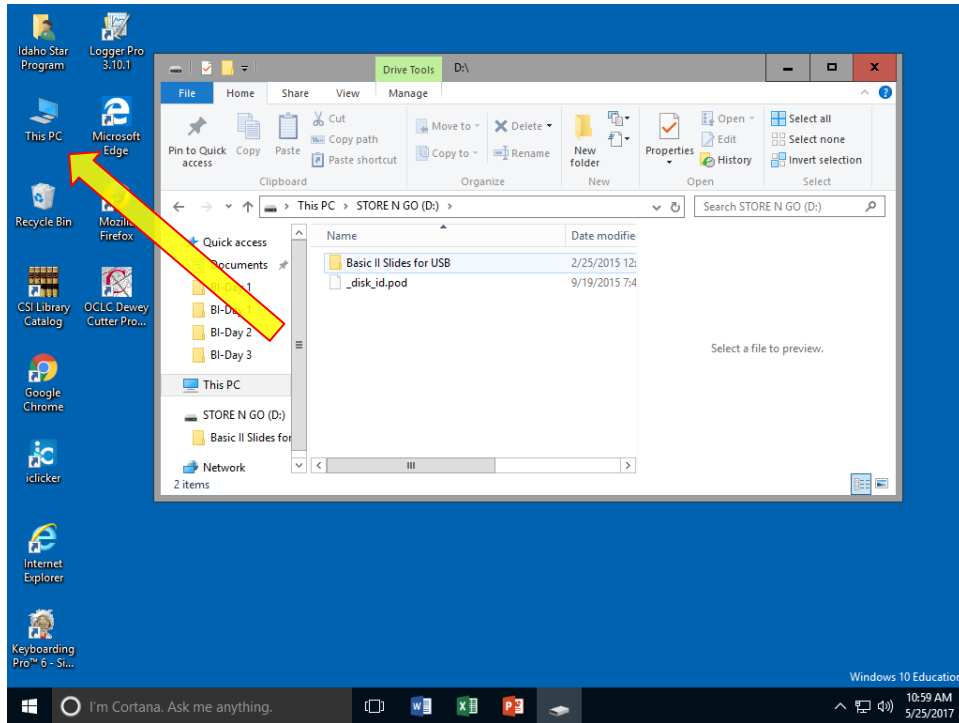 Idaho Star
Program
Logger Pro
3.10.1
This PC
Microsoft
Edge
Recycle Bin
Firefox
CSI Library
Catalog
OCLC Dewey
Cutter Pro...
Google
Chrome
iclicker
Internet
Explorer
Keyboarding
Pro™ 6 - Si...
Drive Tools D:\
File Home Share View Manage
Pin to Quick
access
Copy
Paste
Cut
Copy path
Paste shortcut
Clipboard
Move to
Copy to
Delete
Rename
Organize
New
folder
New
Properties
Open
Edit
History
Open
Select all
Select none
Invert selection
Select
This PC > STORE N GO (D:) >
Search STORE N GO (D:)
Quick access
Documents
BI-Day 1
BI-Day 1
BI-Day 2
BI-Day 3
This PC
STORE N GO (D:)
Basic II Slides for
Network
Name Date modifie
Basic II Slides for USB 2/25/2015 12:
_disk_id.pod 9/19/2015 7:4
Select a file to preview.
2 items
Windows 10 Education
I'm Cortana. Ask me anything.
10:59 AM
5/25/2017